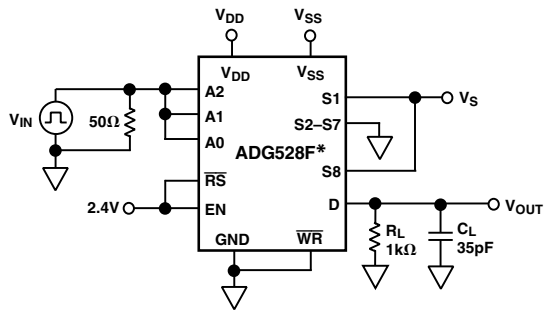 VDD
VSS
VDD
VSS
A2
A1
A0
VIN
50Ω
ADG528F*
S1
VS
S2–S7
S8
RS
2.4V
EN
D
VOUT
GND
WR
RL
1kΩ
CL
35pF